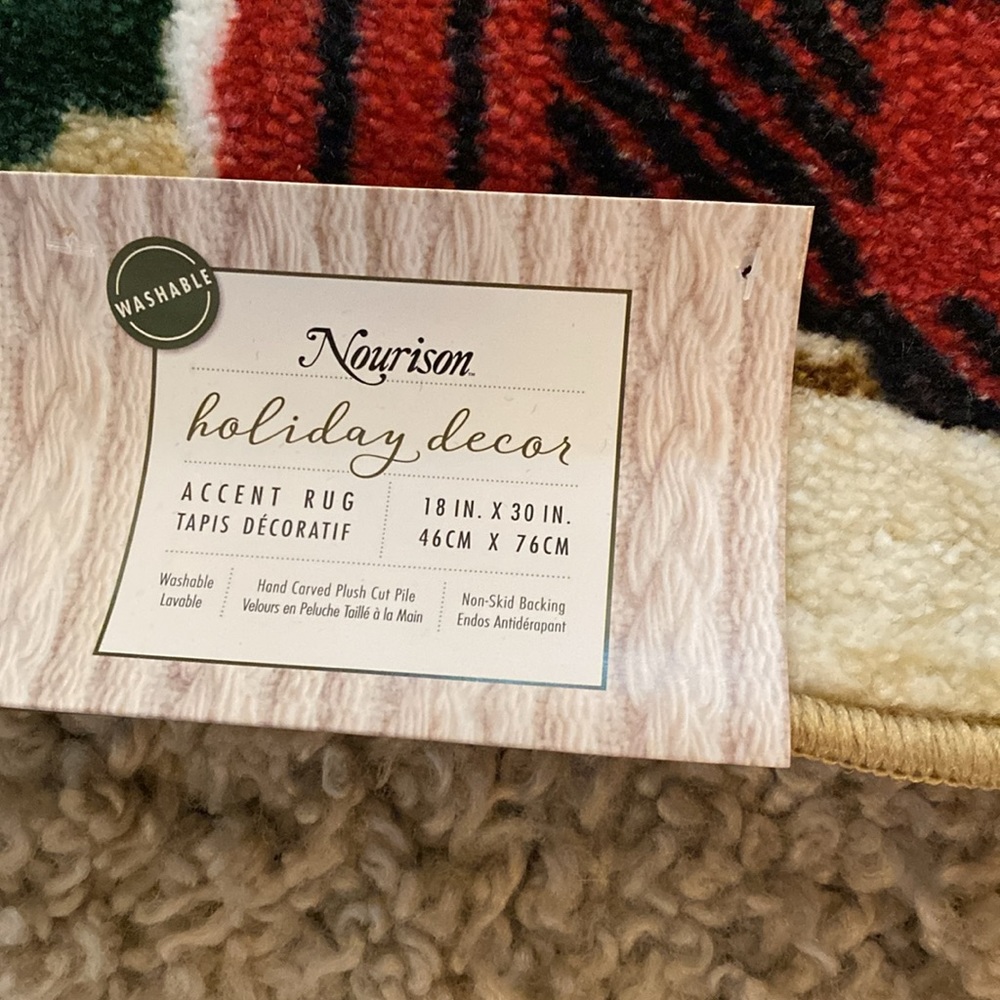 WASHABLE
Nourison™
holiday decor
ACCENT RUG
TAPIS DÉCORATIF
18 IN. X 30 IN.
46CM X 76CM
Washable
Lavable
Hand Carved Plush Cut Pile
Velours en Peluche Taillé à la Main
Non-Skid Backing
Endos Antidérapant